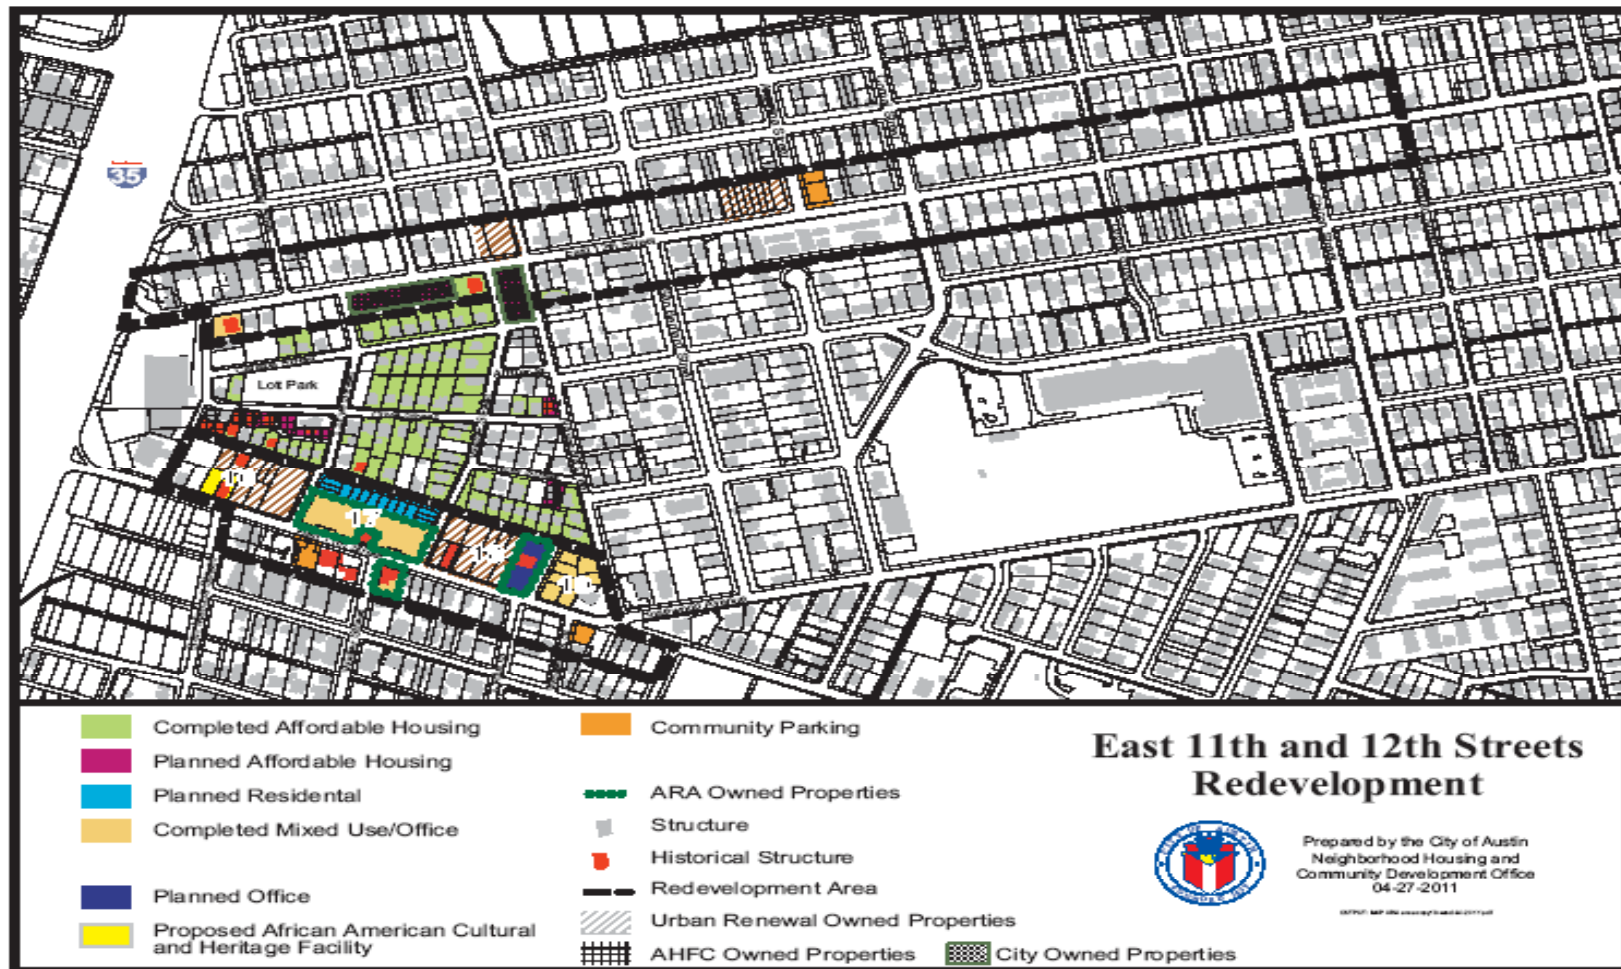 35
Lott Park
Completed Affordable Housing
Planned Affordable Housing
Planned Residental
Completed Mixed Use/Office
Planned Office
Proposed African American Cultural
and Heritage Facility
Community Parking
ARA Owned Properties
Structure
Historical Structure
Redevelopment Area
Urban Renewal Owned Properties
AHFC Owned Properties
City Owned Properties
East 11th and 12th Streets
Redevelopment
Prepared by the City of Austin
Neighborhood Housing and
Community Development Office
04-27-2011